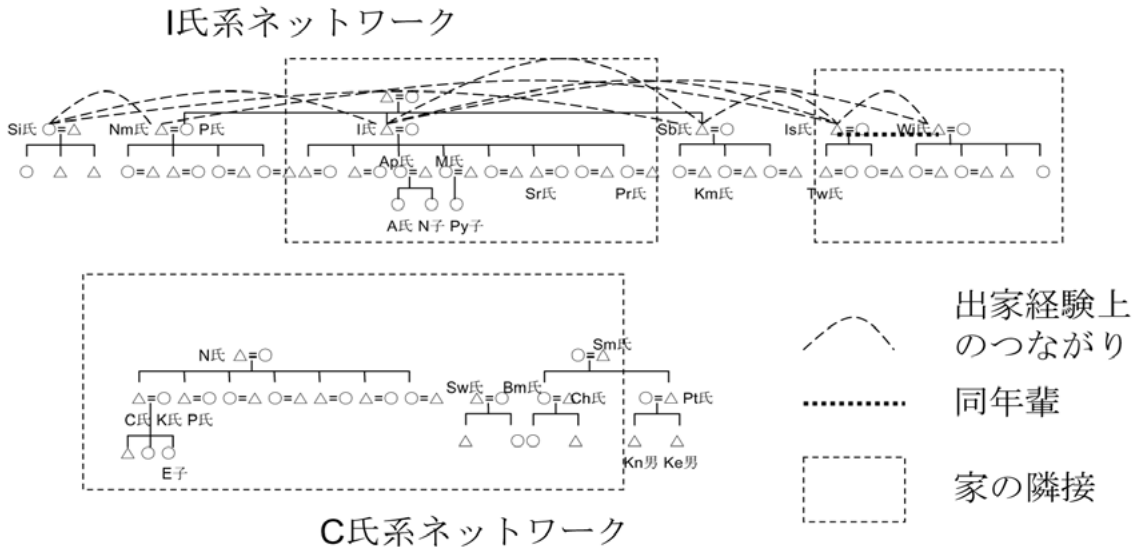 I氏系ネットワーク
Si氏 Nm氏 P氏 I氏 Sb氏 Is氏 Wi氏
Ap氏 M氏
Sr氏 Pr氏 Km氏 Tw氏
A氏 N子 Py子
出家経験上
のつながり
N氏 Sm氏
Sw氏 Bm氏 Ch氏 Pt氏
同年輩
C氏 K氏 P氏
E子 Kn男 Ke男
家の隣接
C氏系ネットワーク